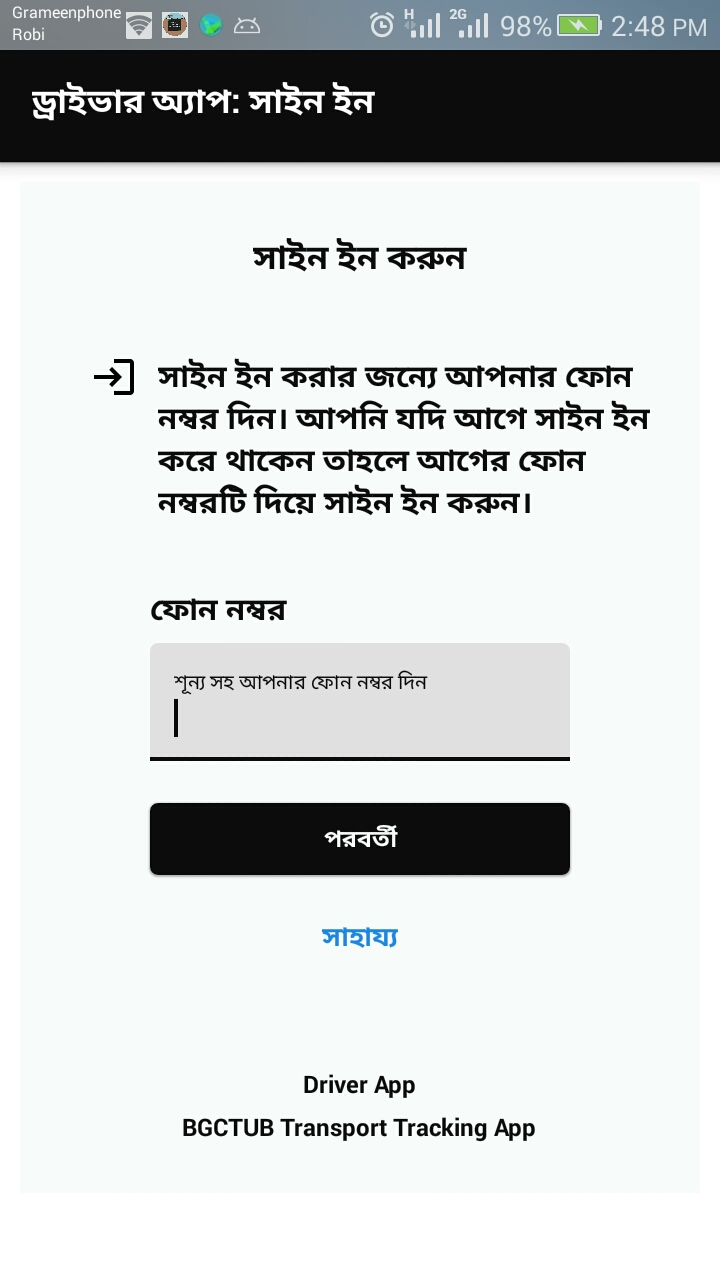 Grameenphone
Robi
H
2G
98%
2:48 PM
ড্রাইভার অ্যাপ: সাইন ইন
সাইন ইন করুন
সাইন ইন করার জন্যে আপনার ফোন
নম্বর দিন। আপনি যদি আগে সাইন ইন
করে থাকেন তাহলে আগের ফোন
নম্বরটি দিয়ে সাইন ইন করুন।
ফোন নম্বর
শূন্য সহ আপনার ফোন নম্বর দিন
পরবর্তী
সাহায্য
Driver App
BGCTUB Transport Tracking App